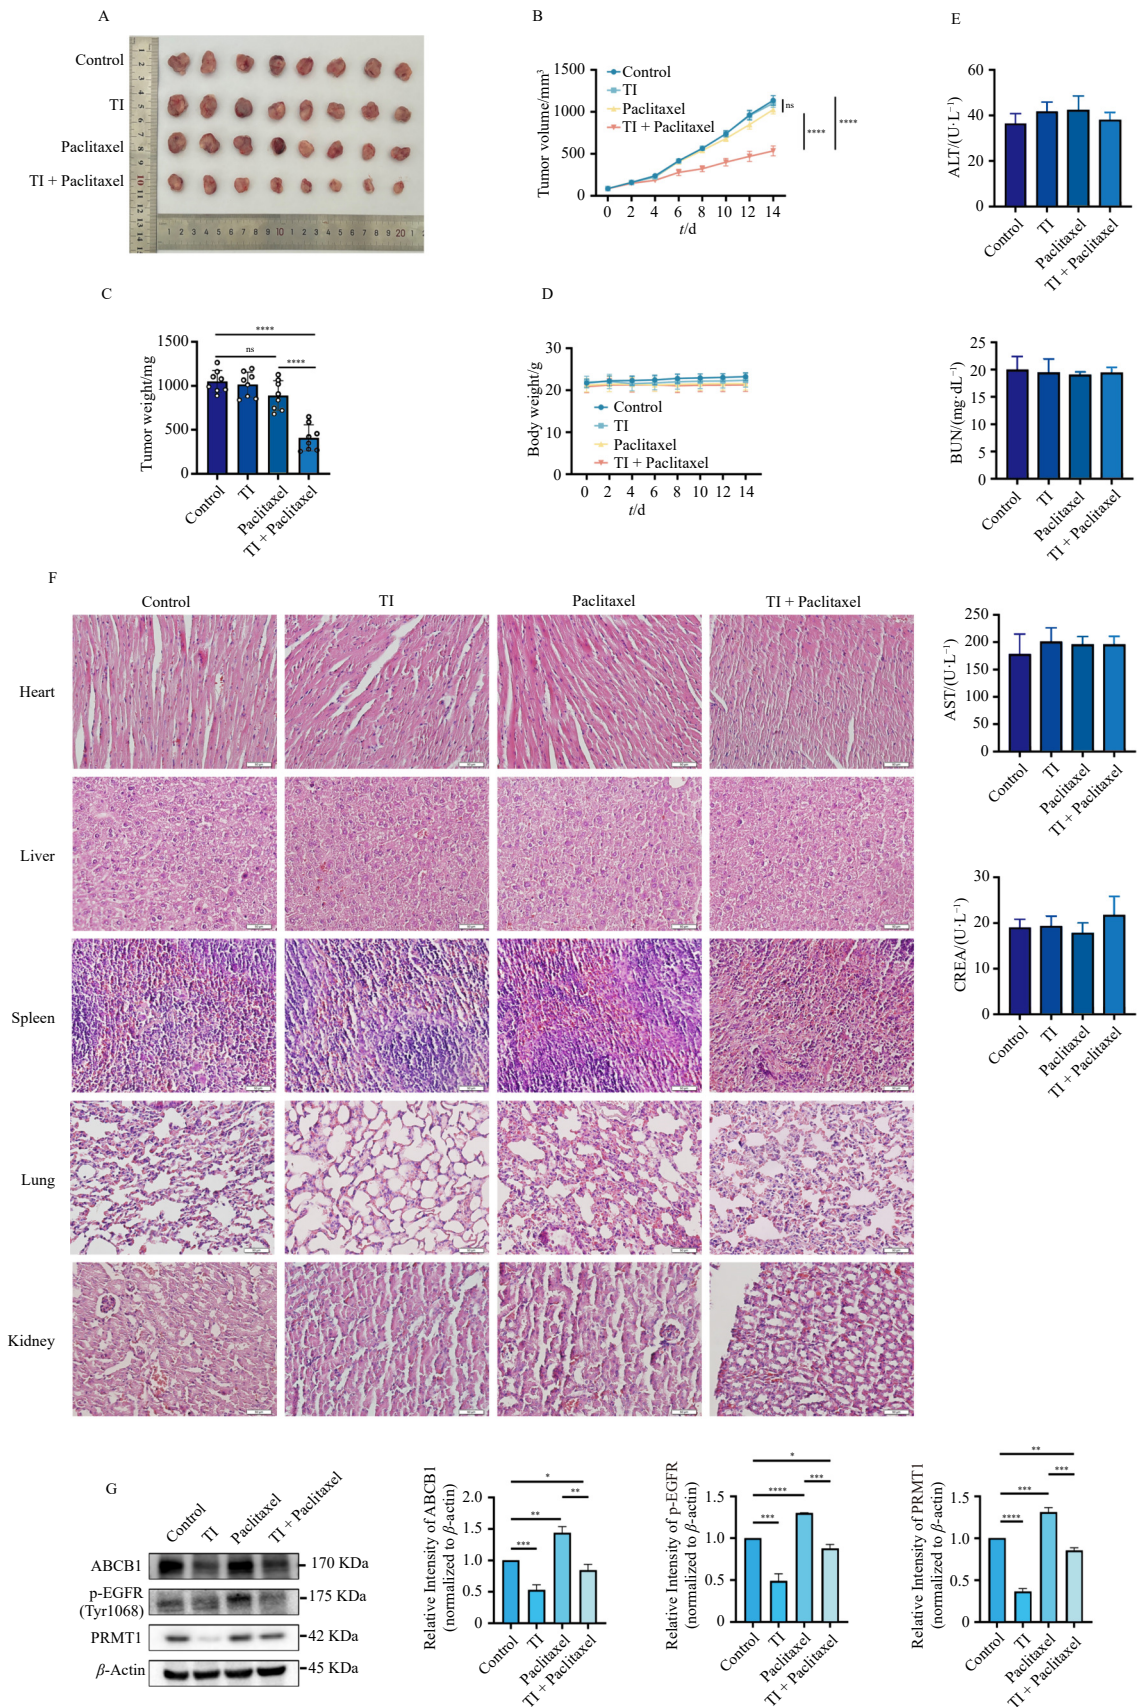 A
Control
TI
Paclitaxel
TI + Paclitaxel
B
Tumor volume/mm³
1500
1000
500
0
Control
TI
Paclitaxel
TI + Paclitaxel
ns
****
****
0 2 4 6 8 10 12 14
t/d
E
ALT/(U·L⁻¹)
60
40
20
0
Control
TI
Paclitaxel
TI + Paclitaxel
C
Tumor weight/mg
1500
1000
500
0
****
ns
****
Control
TI
Paclitaxel
TI + Paclitaxel
D
Body weight/g
30
20
10
0
Control
TI
Paclitaxel
TI + Paclitaxel
0 2 4 6 8 10 12 14
t/d
BUN/(mg·dL⁻¹)
25
20
15
10
5
0
Control
TI
Paclitaxel
TI + Paclitaxel
F
Control TI Paclitaxel TI + Paclitaxel
Heart
Liver
Spleen
Lung
Kidney
AST/(U·L⁻¹)
250
200
150
100
50
0
Control
TI
Paclitaxel
TI + Paclitaxel
CREA/(U·L⁻¹)
30
20
10
0
Control
TI
Paclitaxel
TI + Paclitaxel
G
Control
TI
Paclitaxel
TI + Paclitaxel
ABCB1
170 KDa
p-EGFR
(Tyr1068)
175 KDa
PRMT1
42 KDa
β-Actin
45 KDa
Relative Intensity of ABCB1
(normalized to β-actin)
2.0
1.5
1.0
0.5
0
*
**
**
***
Control
TI
Paclitaxel
TI + Paclitaxel
Relative Intensity of p-EGFR
(normalized to β-actin)
1.5
1.0
0.5
0
*
***
****
***
Control
TI
Paclitaxel
TI + Paclitaxel
Relative Intensity of PRMT1
(normalized to β-actin)
1.5
1.0
0.5
0
**
***
***
****
Control
TI
Paclitaxel
TI + Paclitaxel